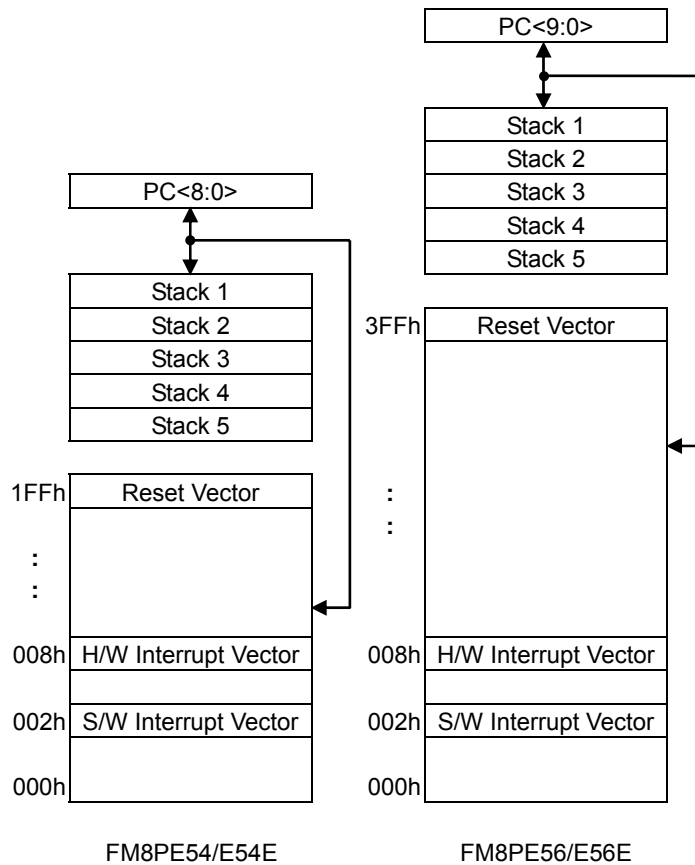 PC<8:0>
Stack 1
Stack 2
Stack 3
Stack 4
Stack 5
1FFh
Reset Vector
:
:
008h
H/W Interrupt Vector
002h
S/W Interrupt Vector
000h
FM8PE54/E54E
PC<9:0>
Stack 1
Stack 2
Stack 3
Stack 4
Stack 5
3FFh
Reset Vector
:
:
008h
H/W Interrupt Vector
002h
S/W Interrupt Vector
000h
FM8PE56/E56E